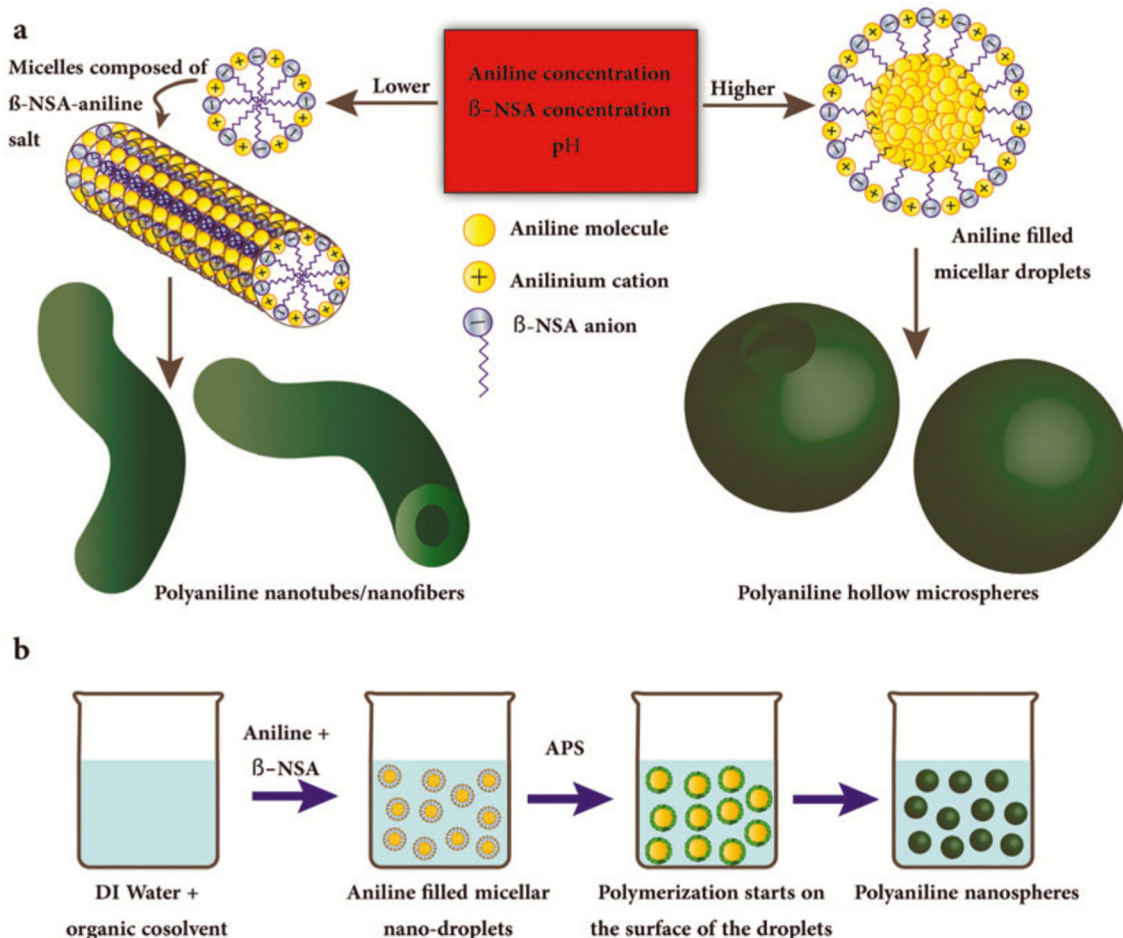 a
Micelles composed of
ß-NSA-aniline
salt
Lower
Aniline concentration
ß-NSA concentration
pH
Higher
Aniline molecule
+ Anilinium cation
− ß-NSA anion
Aniline filled
micellar droplets
Polyaniline nanotubes/nanofibers
Polyaniline hollow microspheres
b
Aniline +
ß-NSA
APS
DI Water +
organic cosolvent
Aniline filled micellar
nano-droplets
Polymerization starts on
the surface of the droplets
Polyaniline nanospheres